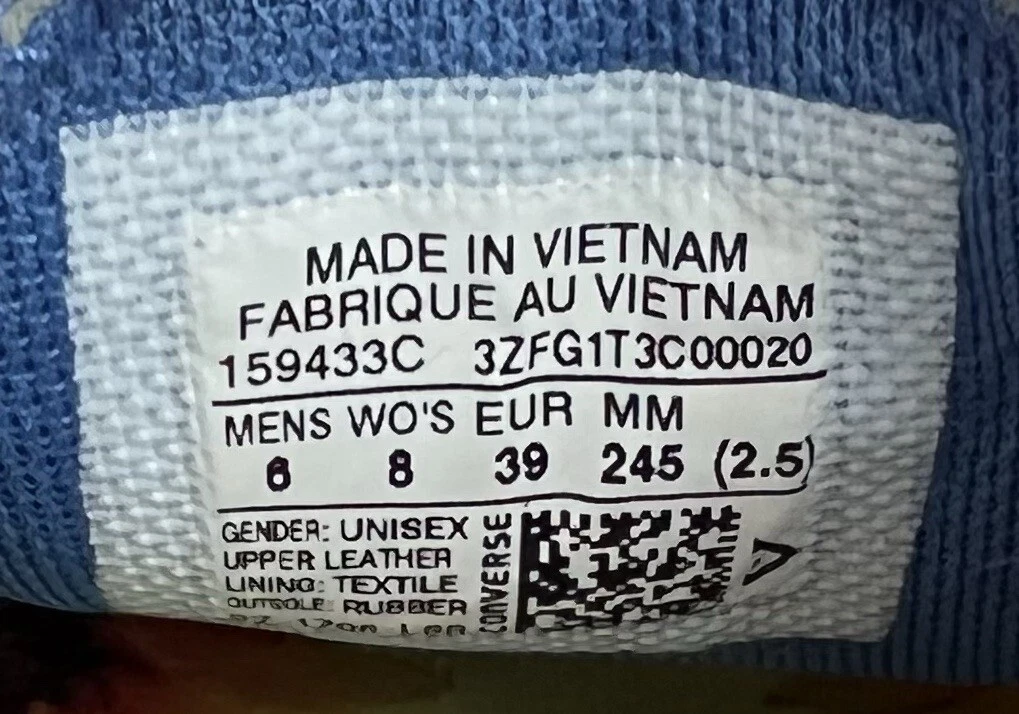 MADE IN VIETNAM
FABRIQUE AU VIETNAM
159433C 3ZFG1T3C00020
MENS WO'S EUR MM
6 8 39 245 (2.5)
GENDER: UNISEX
UPPER LEATHER
LINING: TEXTILE
OUTSOLE RUBBER
CONVERSE
V